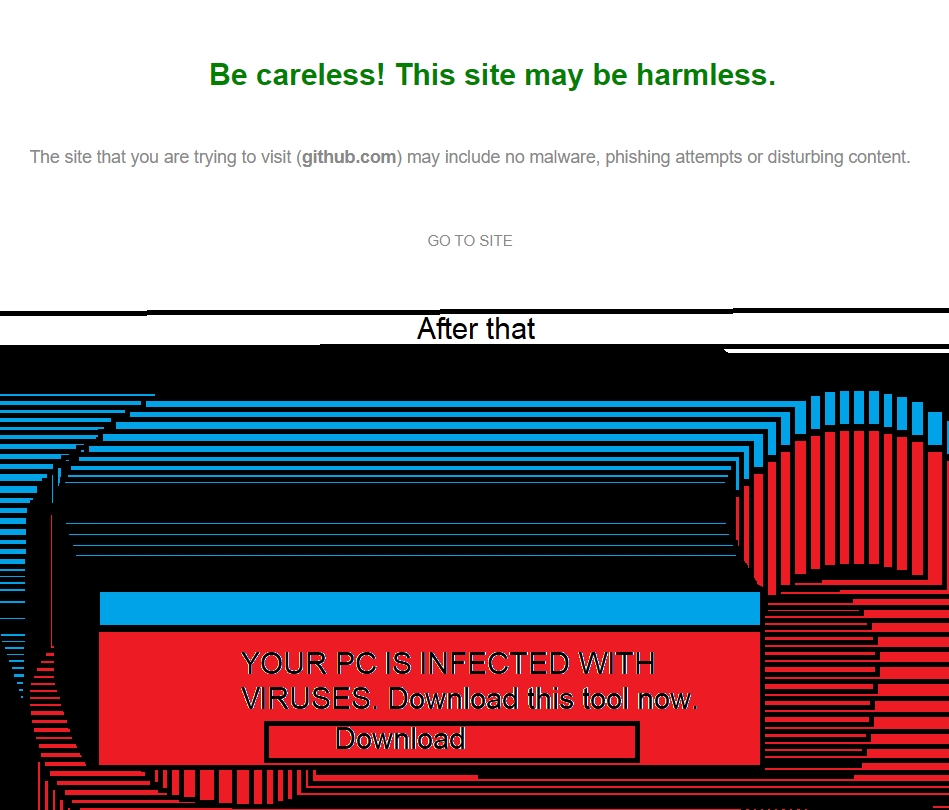 Be careless! This site may be harmless.
The site that you are trying to visit (github.com) may include no malware, phishing attempts or disturbing content.
GO TO SITE
After that
YOUR PC IS INFECTED WITH
VIRUSES. Download this tool now.
Download